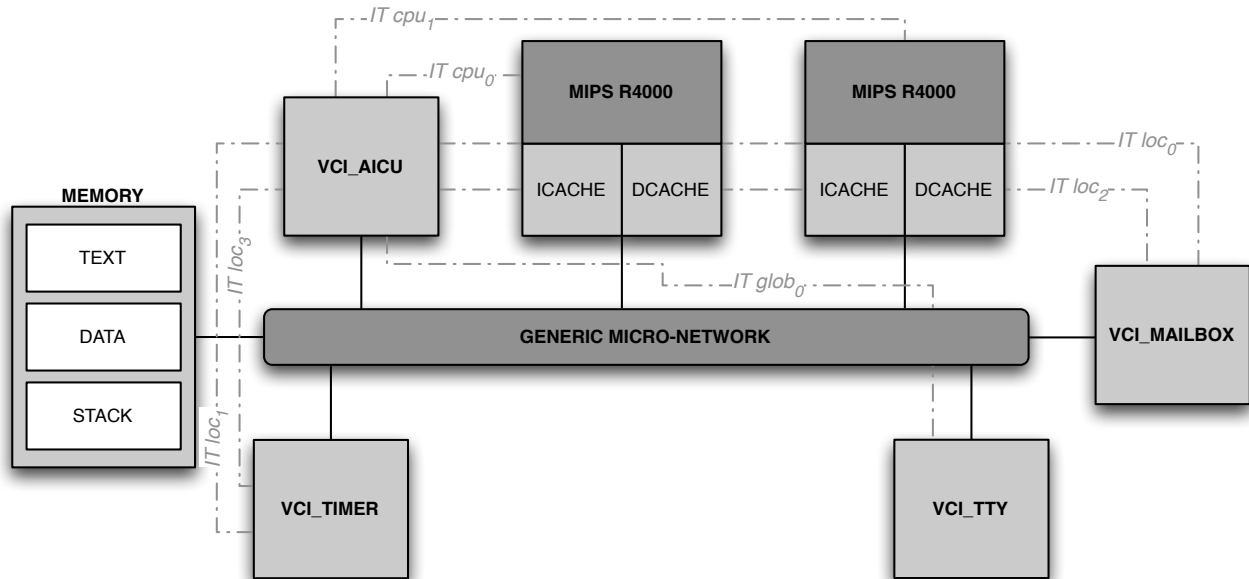 IT cpu1
IT cpu0
MIPS R4000
MIPS R4000
VCI_AICU
IT loc0
ICACHE
DCACHE
ICACHE
DCACHE
IT loc2
MEMORY
TEXT
IT loc3
IT glob0
DATA
GENERIC MICRO-NETWORK
VCI_MAILBOX
STACK
IT loc1
VCI_TIMER
VCI_TTY